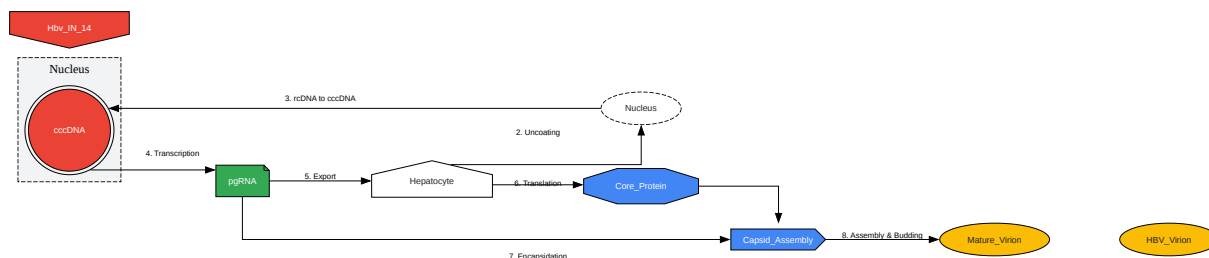 Hbv_IN_14
Nucleus
cccDNA
3. rcDNA to cccDNA
Nucleus
2. Uncoating
4. Transcription
pgRNA
5. Export
Hepatocyte
6. Translation
Core_Protein
Capsid_Assembly
8. Assembly & Budding
Mature_Virion
HBV_Virion
7. Encapsidation